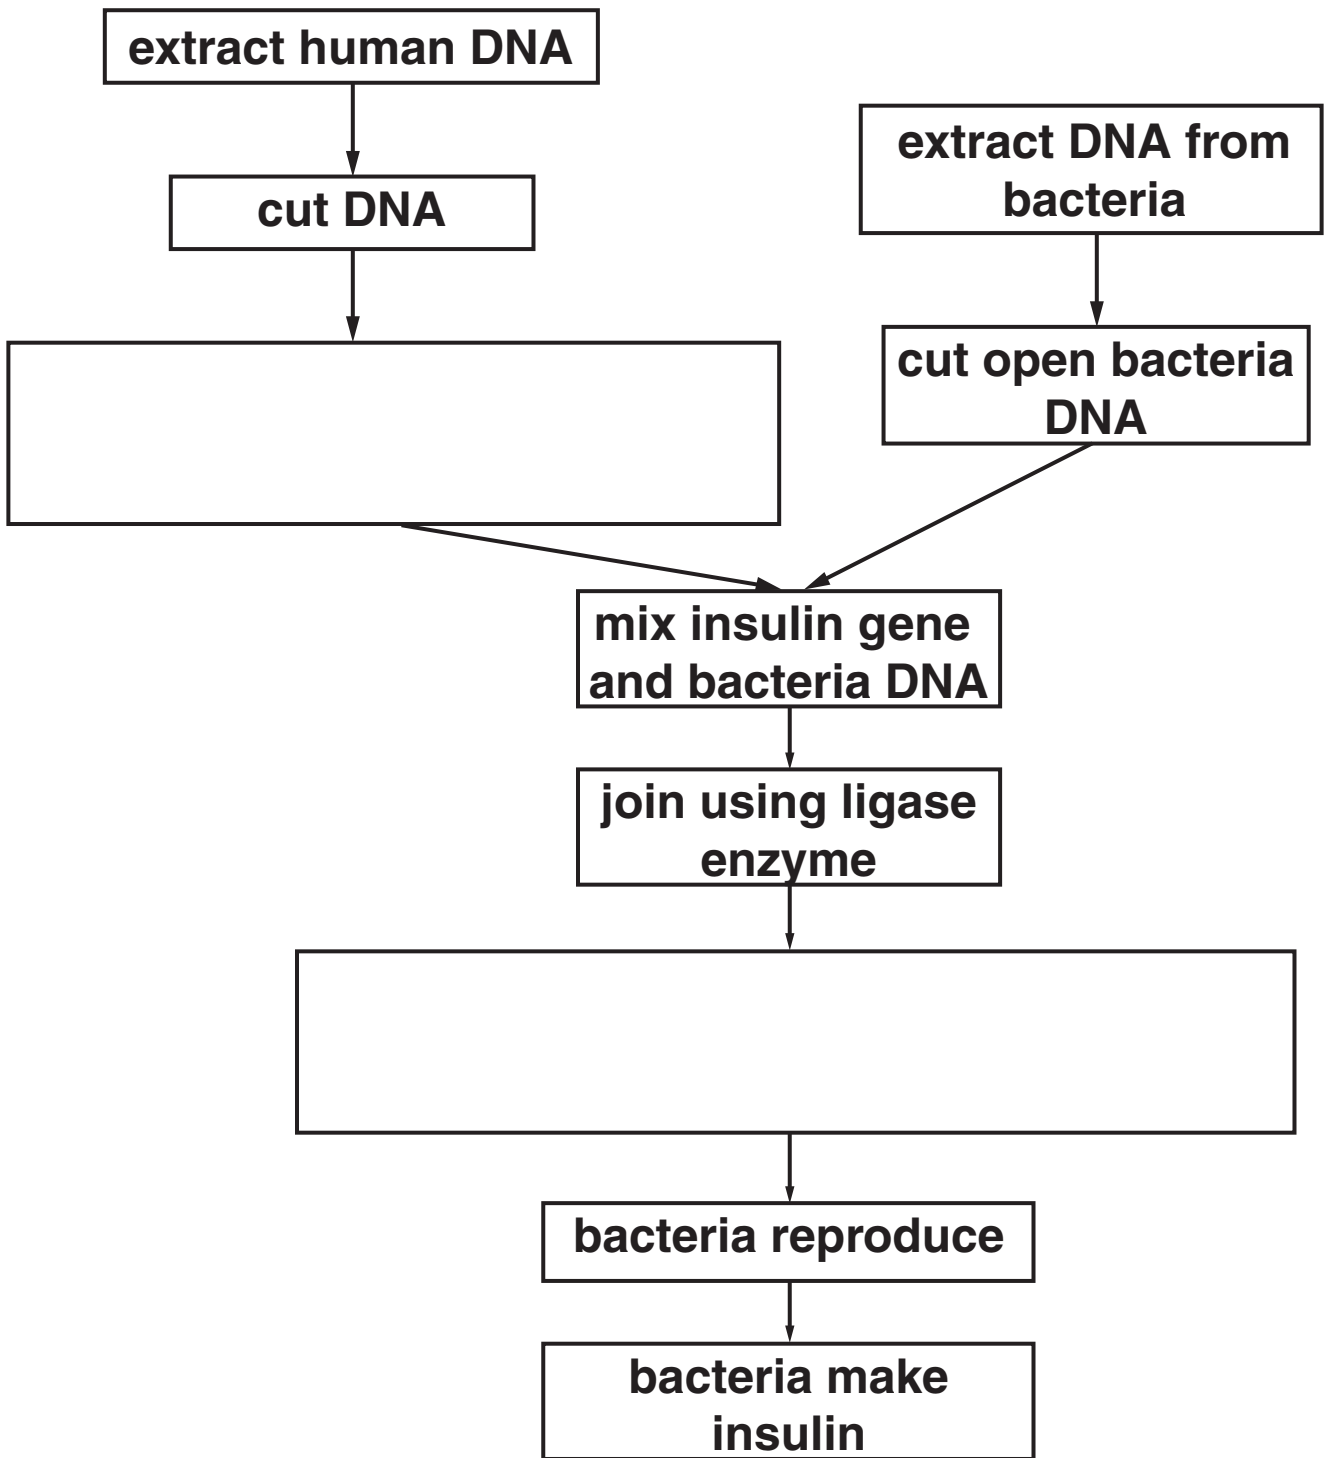 extract human DNA
cut DNA
extract DNA from
bacteria
cut open bacteria
DNA
mix insulin gene
and bacteria DNA
join using ligase
enzyme
bacteria reproduce
bacteria make
insulin